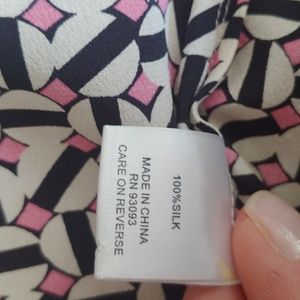 100% SILK
MADE IN CHINA
RN 93093
CARE ON REVERSE